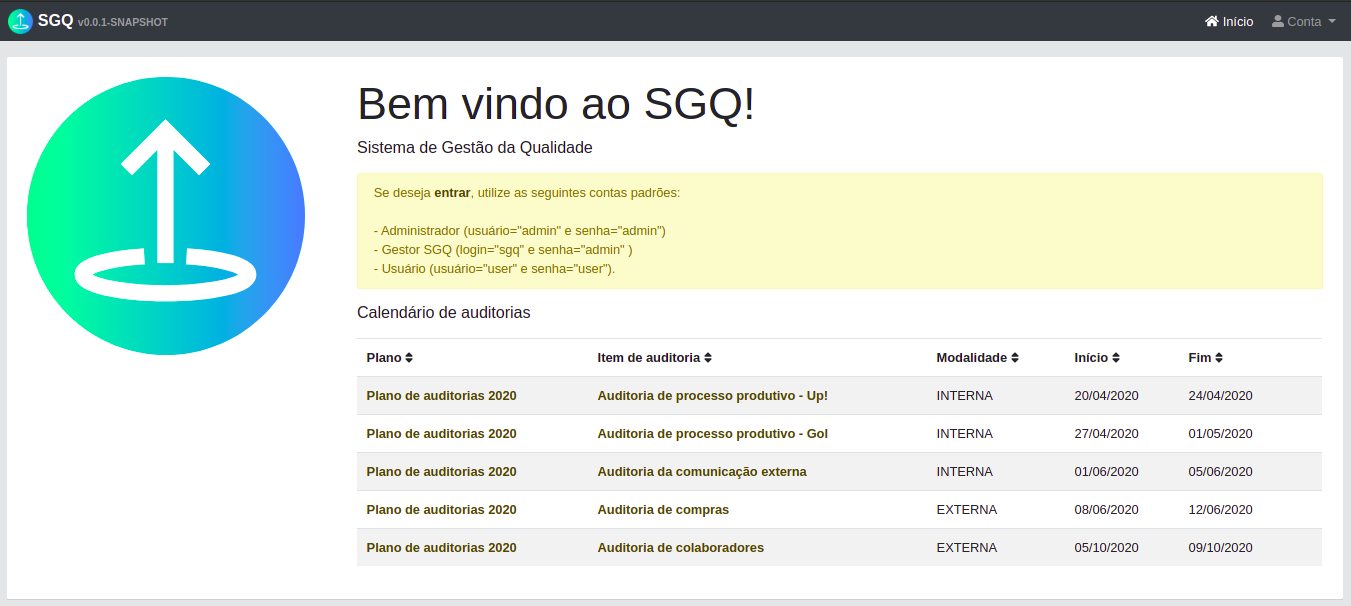 SGQ v0.0.1-SNAPSHOT Início Conta
Bem vindo ao SGQ!
Sistema de Gestão da Qualidade
Se deseja entrar, utilize as seguintes contas padrões:
- Administrador (usuário="admin" e senha="admin")
- Gestor SGQ (login="sgq" e senha="admin" )
- Usuário (usuário="user" e senha="user").
Calendário de auditorias
Plano Item de auditoria Modalidade Início Fim
Plano de auditorias 2020 Auditoria de processo produtivo - Up! INTERNA 20/04/2020 24/04/2020
Plano de auditorias 2020 Auditoria de processo produtivo - Gol INTERNA 27/04/2020 01/05/2020
Plano de auditorias 2020 Auditoria da comunicação externa INTERNA 01/06/2020 05/06/2020
Plano de auditorias 2020 Auditoria de compras EXTERNA 08/06/2020 12/06/2020
Plano de auditorias 2020 Auditoria de colaboradores EXTERNA 05/10/2020 09/10/2020